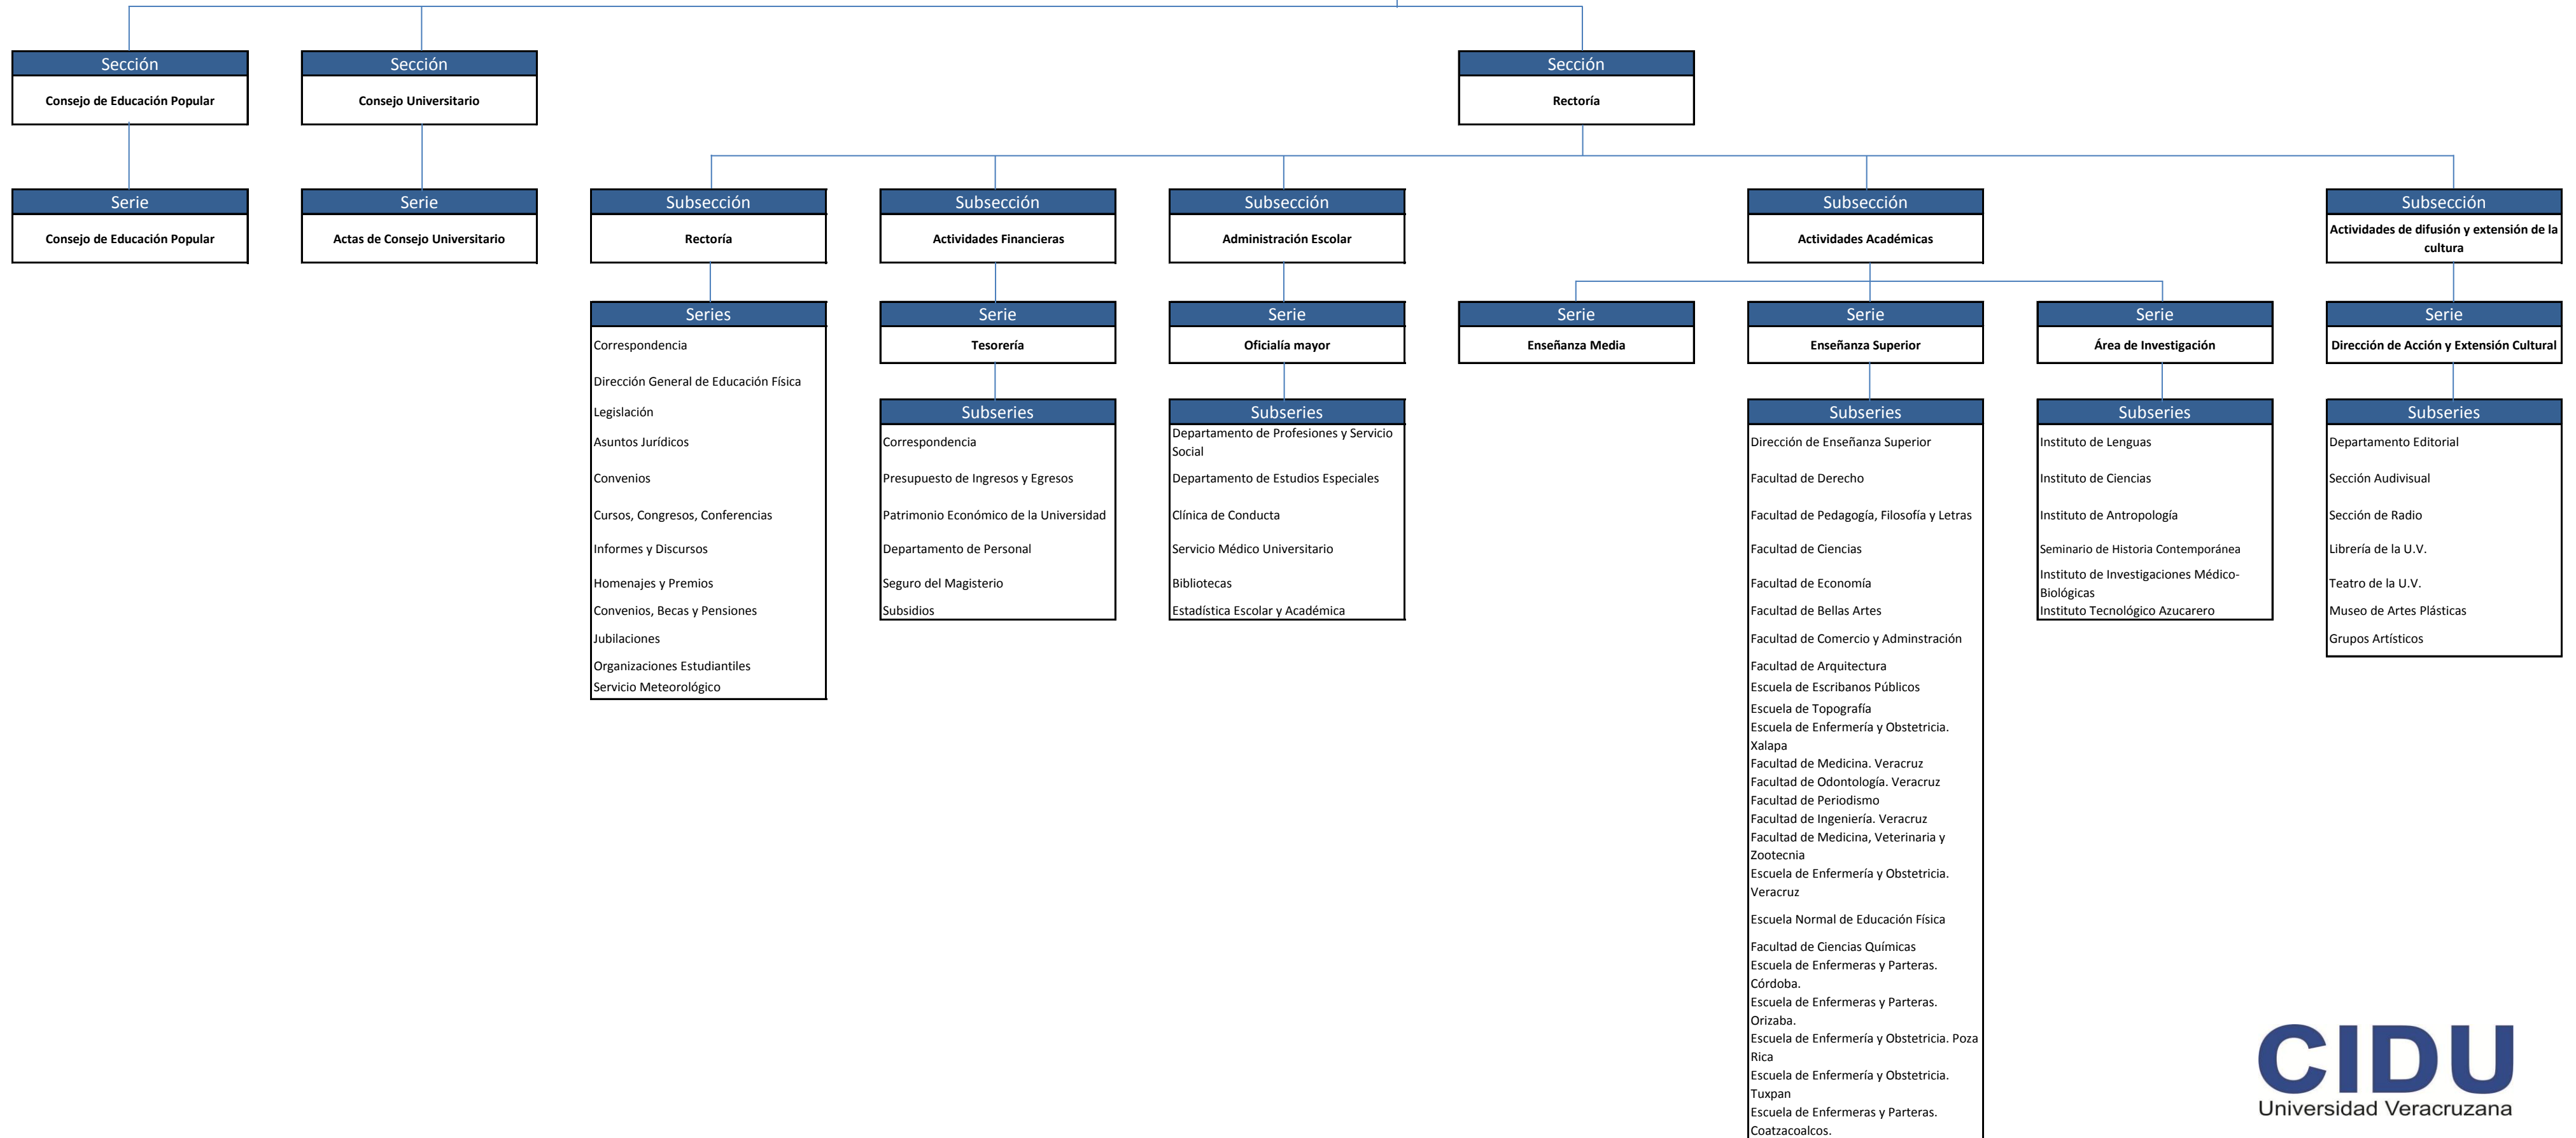 Sección
Consejo de Educación Popular
Sección
Consejo Universitario
Sección
Rectoría
Serie
Consejo de Educación Popular
Serie
Actas de Consejo Universitario
Subsección
Rectoría
Subsección
Actividades Financieras
Subsección
Administración Escolar
Subsección
Actividades Académicas
Subsección
Actividades de difusión y extensión de la
cultura
Series
Correspondencia
Dirección General de Educación Física
Legislación
Asuntos Jurídicos
Convenios
Cursos, Congresos, Conferencias
Informes y Discursos
Homenajes y Premios
Convenios, Becas y Pensiones
Jubilaciones
Organizaciones Estudiantiles
Servicio Meteorológico
Serie
Tesorería
Subseries
Correspondencia
Presupuesto de Ingresos y Egresos
Patrimonio Económico de la Universidad
Departamento de Personal
Seguro del Magisterio
Subsidios
Serie
Oficialía mayor
Subseries
Departamento de Profesiones y Servicio
Social
Departamento de Estudios Especiales
Clínica de Conducta
Servicio Médico Universitario
Bibliotecas
Estadística Escolar y Académica
Serie
Enseñanza Media
Serie
Enseñanza Superior
Subseries
Dirección de Enseñanza Superior
Facultad de Derecho
Facultad de Pedagogía, Filosofía y Letras
Facultad de Ciencias
Facultad de Economía
Facultad de Bellas Artes
Facultad de Comercio y Adminstración
Facultad de Arquitectura
Escuela de Escribanos Públicos
Escuela de Topografía
Escuela de Enfermería y Obstetricia.
Xalapa
Facultad de Medicina. Veracruz
Facultad de Odontología. Veracruz
Facultad de Periodismo
Facultad de Ingeniería. Veracruz
Facultad de Medicina, Veterinaria y
Zootecnia
Escuela de Enfermería y Obstetricia.
Veracruz
Escuela Normal de Educación Física
Facultad de Ciencias Químicas
Escuela de Enfermeras y Parteras.
Córdoba.
Escuela de Enfermeras y Parteras.
Orizaba.
Escuela de Enfermería y Obstetricia. Poza
Rica
Escuela de Enfermería y Obstetricia.
Tuxpan
Escuela de Enfermeras y Parteras.
Coatzacoalcos.
Serie
Área de Investigación
Subseries
Instituto de Lenguas
Instituto de Ciencias
Instituto de Antropología
Seminario de Historia Contemporánea
Instituto de Investigaciones Médico-
Biológicas
Instituto Tecnológico Azucarero
Serie
Dirección de Acción y Extensión Cultural
Subseries
Departamento Editorial
Sección Audivisual
Sección de Radio
Librería de la U.V.
Teatro de la U.V.
Museo de Artes Plásticas
Grupos Artísticos
CIDU
Universidad Veracruzana